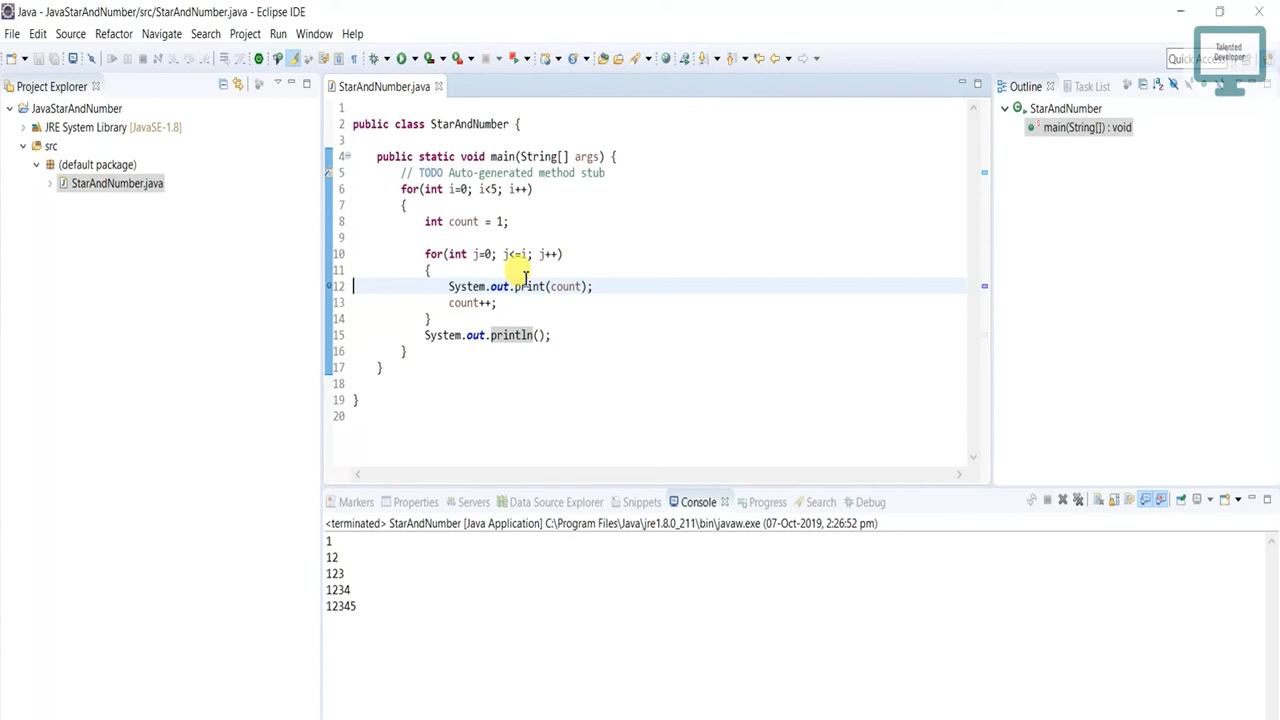 Java - JavaStarAndNumber/src/StarAndNumber.java - Eclipse IDE
File Edit Source Refactor Navigate Search Project Run Window Help
Quick Access
Talented
Developer
Project Explorer
JavaStarAndNumber
JRE System Library [JavaSE-1.8]
src
(default package)
StarAndNumber.java
StarAndNumber.java
1
2 public class StarAndNumber {
3
4 public static void main(String[] args) {
5 // TODO Auto-generated method stub
6 for(int i=0; i<5; i++)
7 {
8 int count = 1;
9
10 for(int j=0; j<=i; j++)
11 {
12 System.out.print(count);
13 count++;
14 }
15 System.out.println();
16 }
17 }
18
19 }
20
Outline Task List
StarAndNumber
main(String[]) : void
Markers Properties Servers Data Source Explorer Snippets Console Progress Search Debug
<terminated> StarAndNumber [Java Application] C:\Program Files\Java\jre1.8.0_211\bin\javaw.exe (07-Oct-2019, 2:26:52 pm)
1
12
123
1234
12345